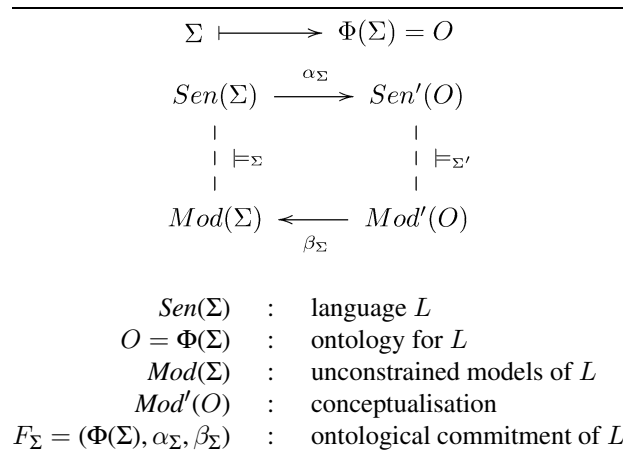 Σ ⟼ Φ(Σ) = O
α_Σ
Sen(Σ) ⟶ Sen′(O)
⊨_Σ ⊨_Σ′
Mod(Σ) ⟵ Mod′(O)
β_Σ
Sen(Σ) : language L
O = Φ(Σ) : ontology for L
Mod(Σ) : unconstrained models of L
Mod′(O) : conceptualisation
F_Σ = (Φ(Σ), α_Σ, β_Σ) : ontological commitment of L